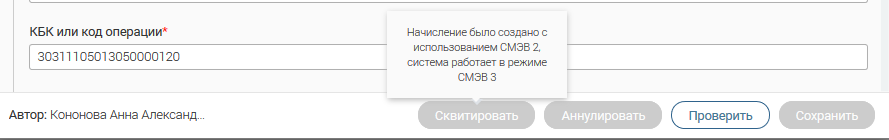 КБК или код операции*
30311105013050000120
Начисление было создано с
использованием СМЭВ 2,
система работает в режиме
СМЭВ 3
Автор: Кононова Анна Александ...
Сквитировать
Аннулировать
Проверить
Сохранить